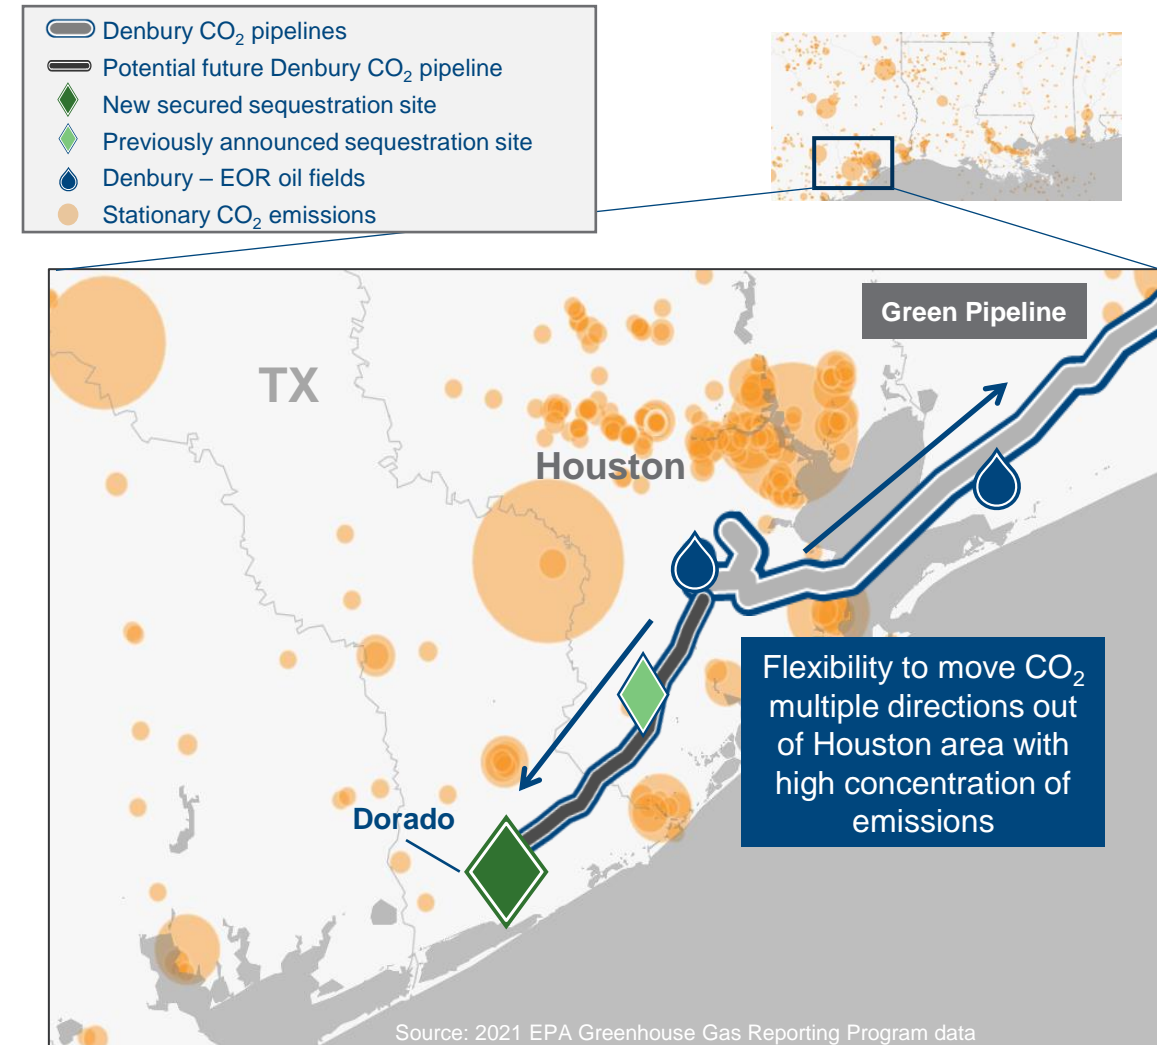 Denbury CO₂ pipelines
Potential future Denbury CO₂ pipeline
New secured sequestration site
Previously announced sequestration site
Denbury – EOR oil fields
Stationary CO₂ emissions
Green Pipeline
TX
Houston
Flexibility to move CO₂
multiple directions out
of Houston area with
high concentration of
emissions
Dorado
Source: 2021 EPA Greenhouse Gas Reporting Program data